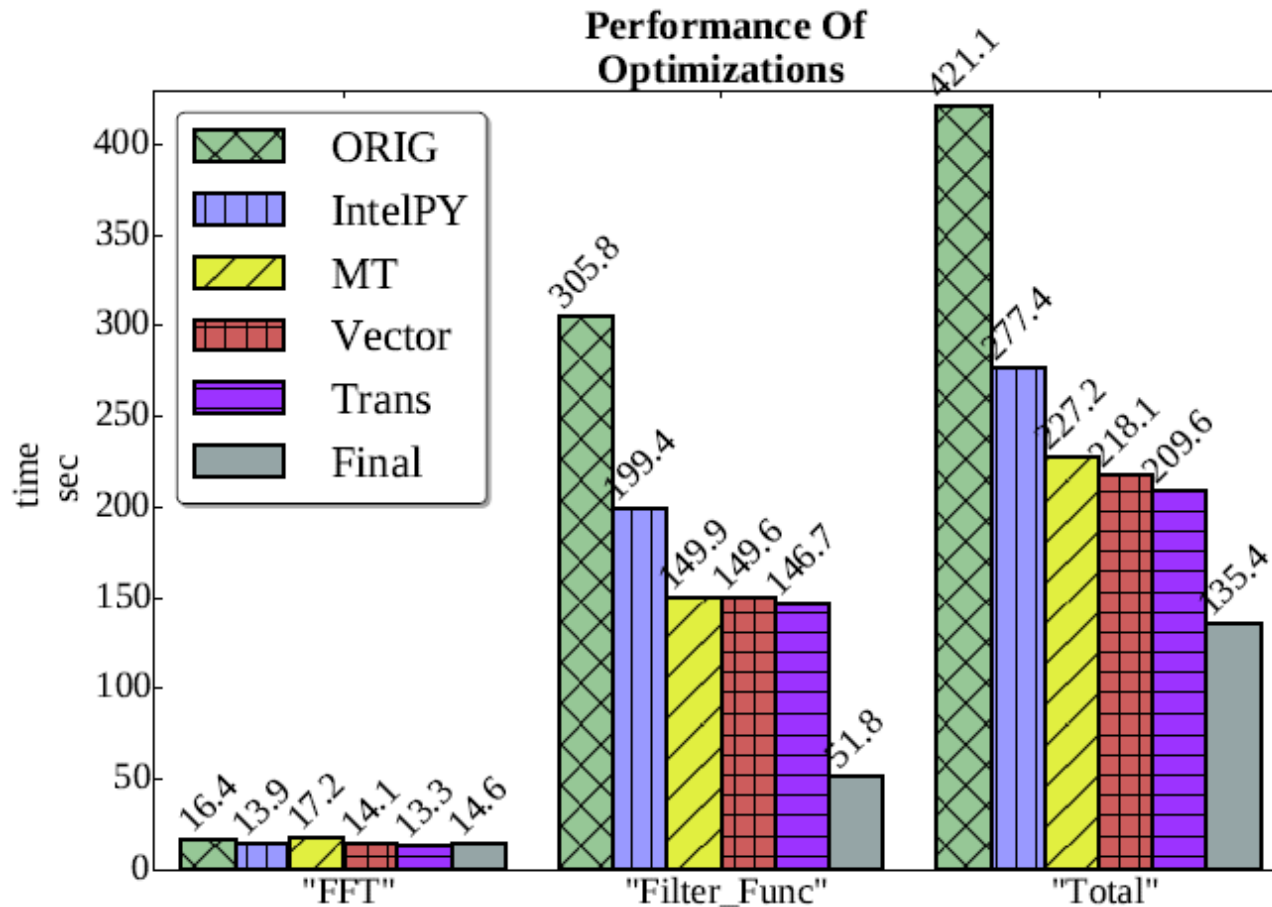 Performance Of
Optimizations
421.1
400
350
300
250
200
150
100
50
0
time
sec
ORIG
IntelPY
MT
Vector
Trans
Final
16.4
13.9
17.2
14.1
13.3
14.6
305.8
199.4
149.9
149.6
146.7
51.8
277.4
227.2
218.1
209.6
135.4
"FFT"
"Filter_Func"
"Total"